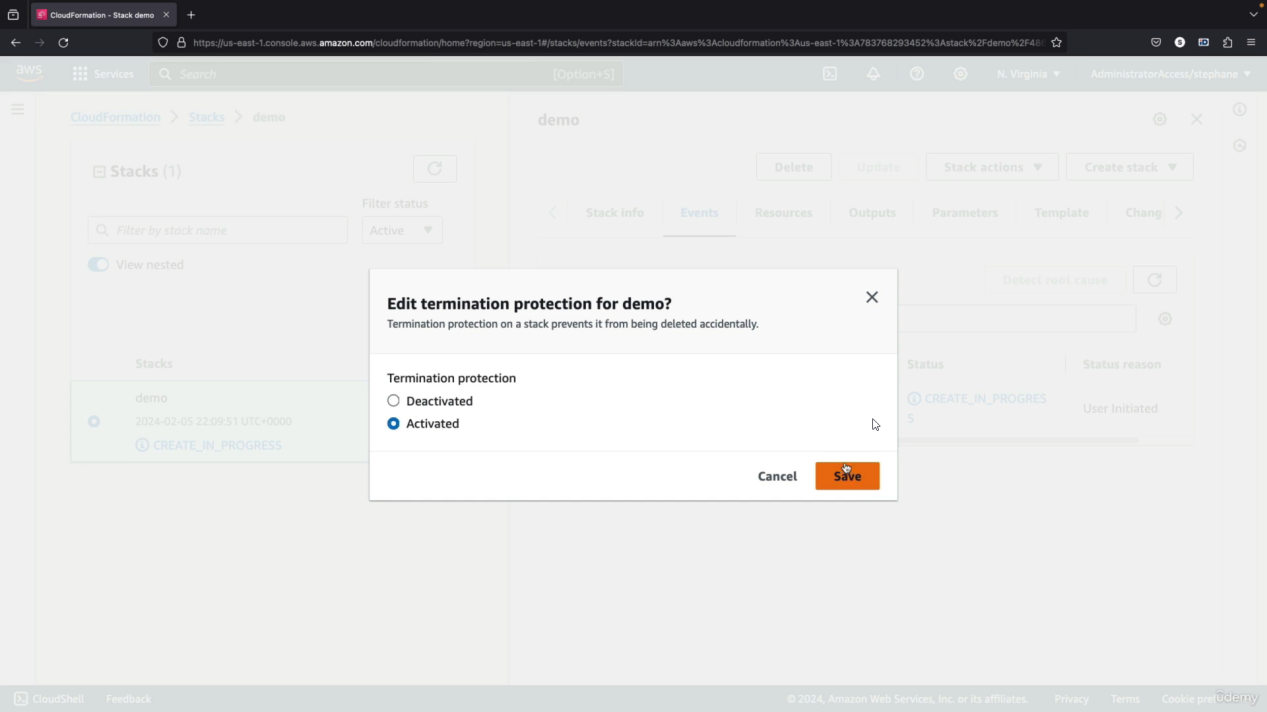 CloudFormation - Stack demo
https://us-east-1.console.aws.amazon.com/cloudformation/home?region=us-east-1#/stacks/events?stackId=arn%3Aaws%3Acloudformation%3Aus-east-1%3A783768293452%3Astack%2Fdemo%2F48
aws
Services
Search
[Option+S]
N. Virginia
AdministratorAccess/stephane
CloudFormation
Stacks
demo
demo
Stacks (1)
Delete
Update
Stack actions
Create stack
Filter status
Stack info
Events
Resources
Outputs
Parameters
Template
Chang
Filter by stack name
Active
View nested
Detect root cause
Edit termination protection for demo?
Termination protection on a stack prevents it from being deleted accidentally.
Stacks
Status
Status reason
Termination protection
Deactivated
Activated
demo
2024-02-05 22:09:51 UTC+0000
CREATE_IN_PROGRESS
CREATE_IN_PROGRES
S
User Initiated
Cancel
Save
CloudShell
Feedback
© 2024, Amazon Web Services, Inc. or its affiliates.
Privacy
Terms
Cookie
ûdemy